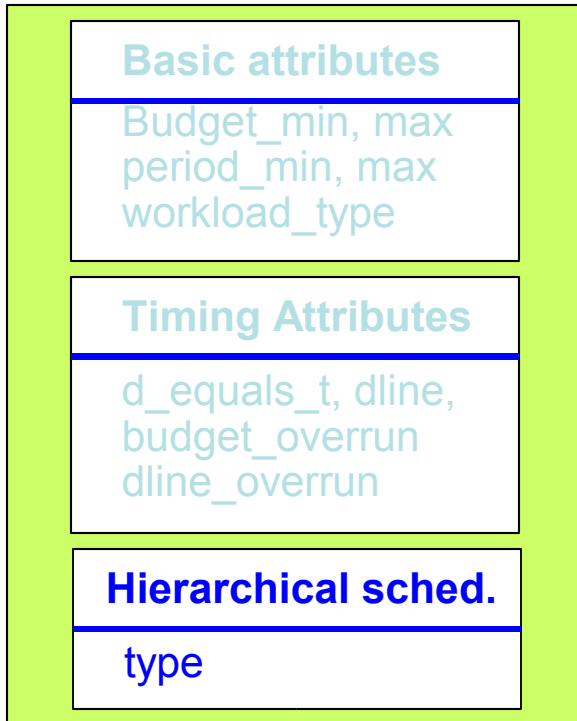 Basic attributes
Budget_min, max
period_min, max
workload_type
Timing Attributes
d_equals_t, dline,
budget_overrun
dline_overrun
Hierarchical sched.
type